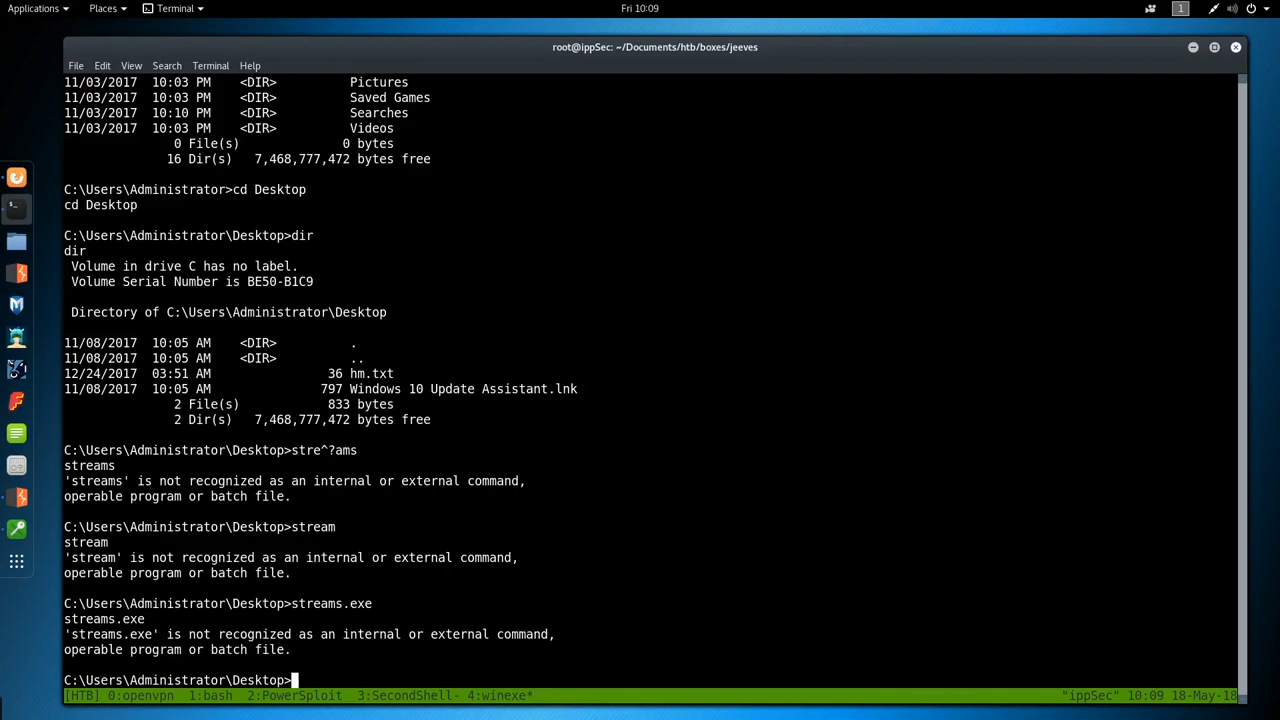 Applications Places Terminal Fri 10:09 1
root@ippSec: ~/Documents/htb/boxes/jeeves
File Edit View Search Terminal Help
11/03/2017  10:03 PM    <DIR>          Pictures
11/03/2017  10:03 PM    <DIR>          Saved Games
11/03/2017  10:10 PM    <DIR>          Searches
11/03/2017  10:03 PM    <DIR>          Videos
               0 File(s)              0 bytes
              16 Dir(s)   7,468,777,472 bytes free
C:\Users\Administrator>cd Desktop
cd Desktop
C:\Users\Administrator\Desktop>dir
dir
 Volume in drive C has no label.
 Volume Serial Number is BE50-B1C9
 Directory of C:\Users\Administrator\Desktop
11/08/2017  10:05 AM    <DIR>          .
11/08/2017  10:05 AM    <DIR>          ..
12/24/2017  03:51 AM                36 hm.txt
11/08/2017  10:05 AM               797 Windows 10 Update Assistant.lnk
               2 File(s)            833 bytes
               2 Dir(s)   7,468,777,472 bytes free
C:\Users\Administrator\Desktop>stre^?ams
streams
'streams' is not recognized as an internal or external command,
operable program or batch file.
C:\Users\Administrator\Desktop>stream
stream
'stream' is not recognized as an internal or external command,
operable program or batch file.
C:\Users\Administrator\Desktop>streams.exe
streams.exe
'streams.exe' is not recognized as an internal or external command,
operable program or batch file.
C:\Users\Administrator\Desktop>
[HTB] 0:openvpn  1:bash  2:PowerSploit  3:SecondShell- 4:winexe* "ippSec" 10:09 18-May-18